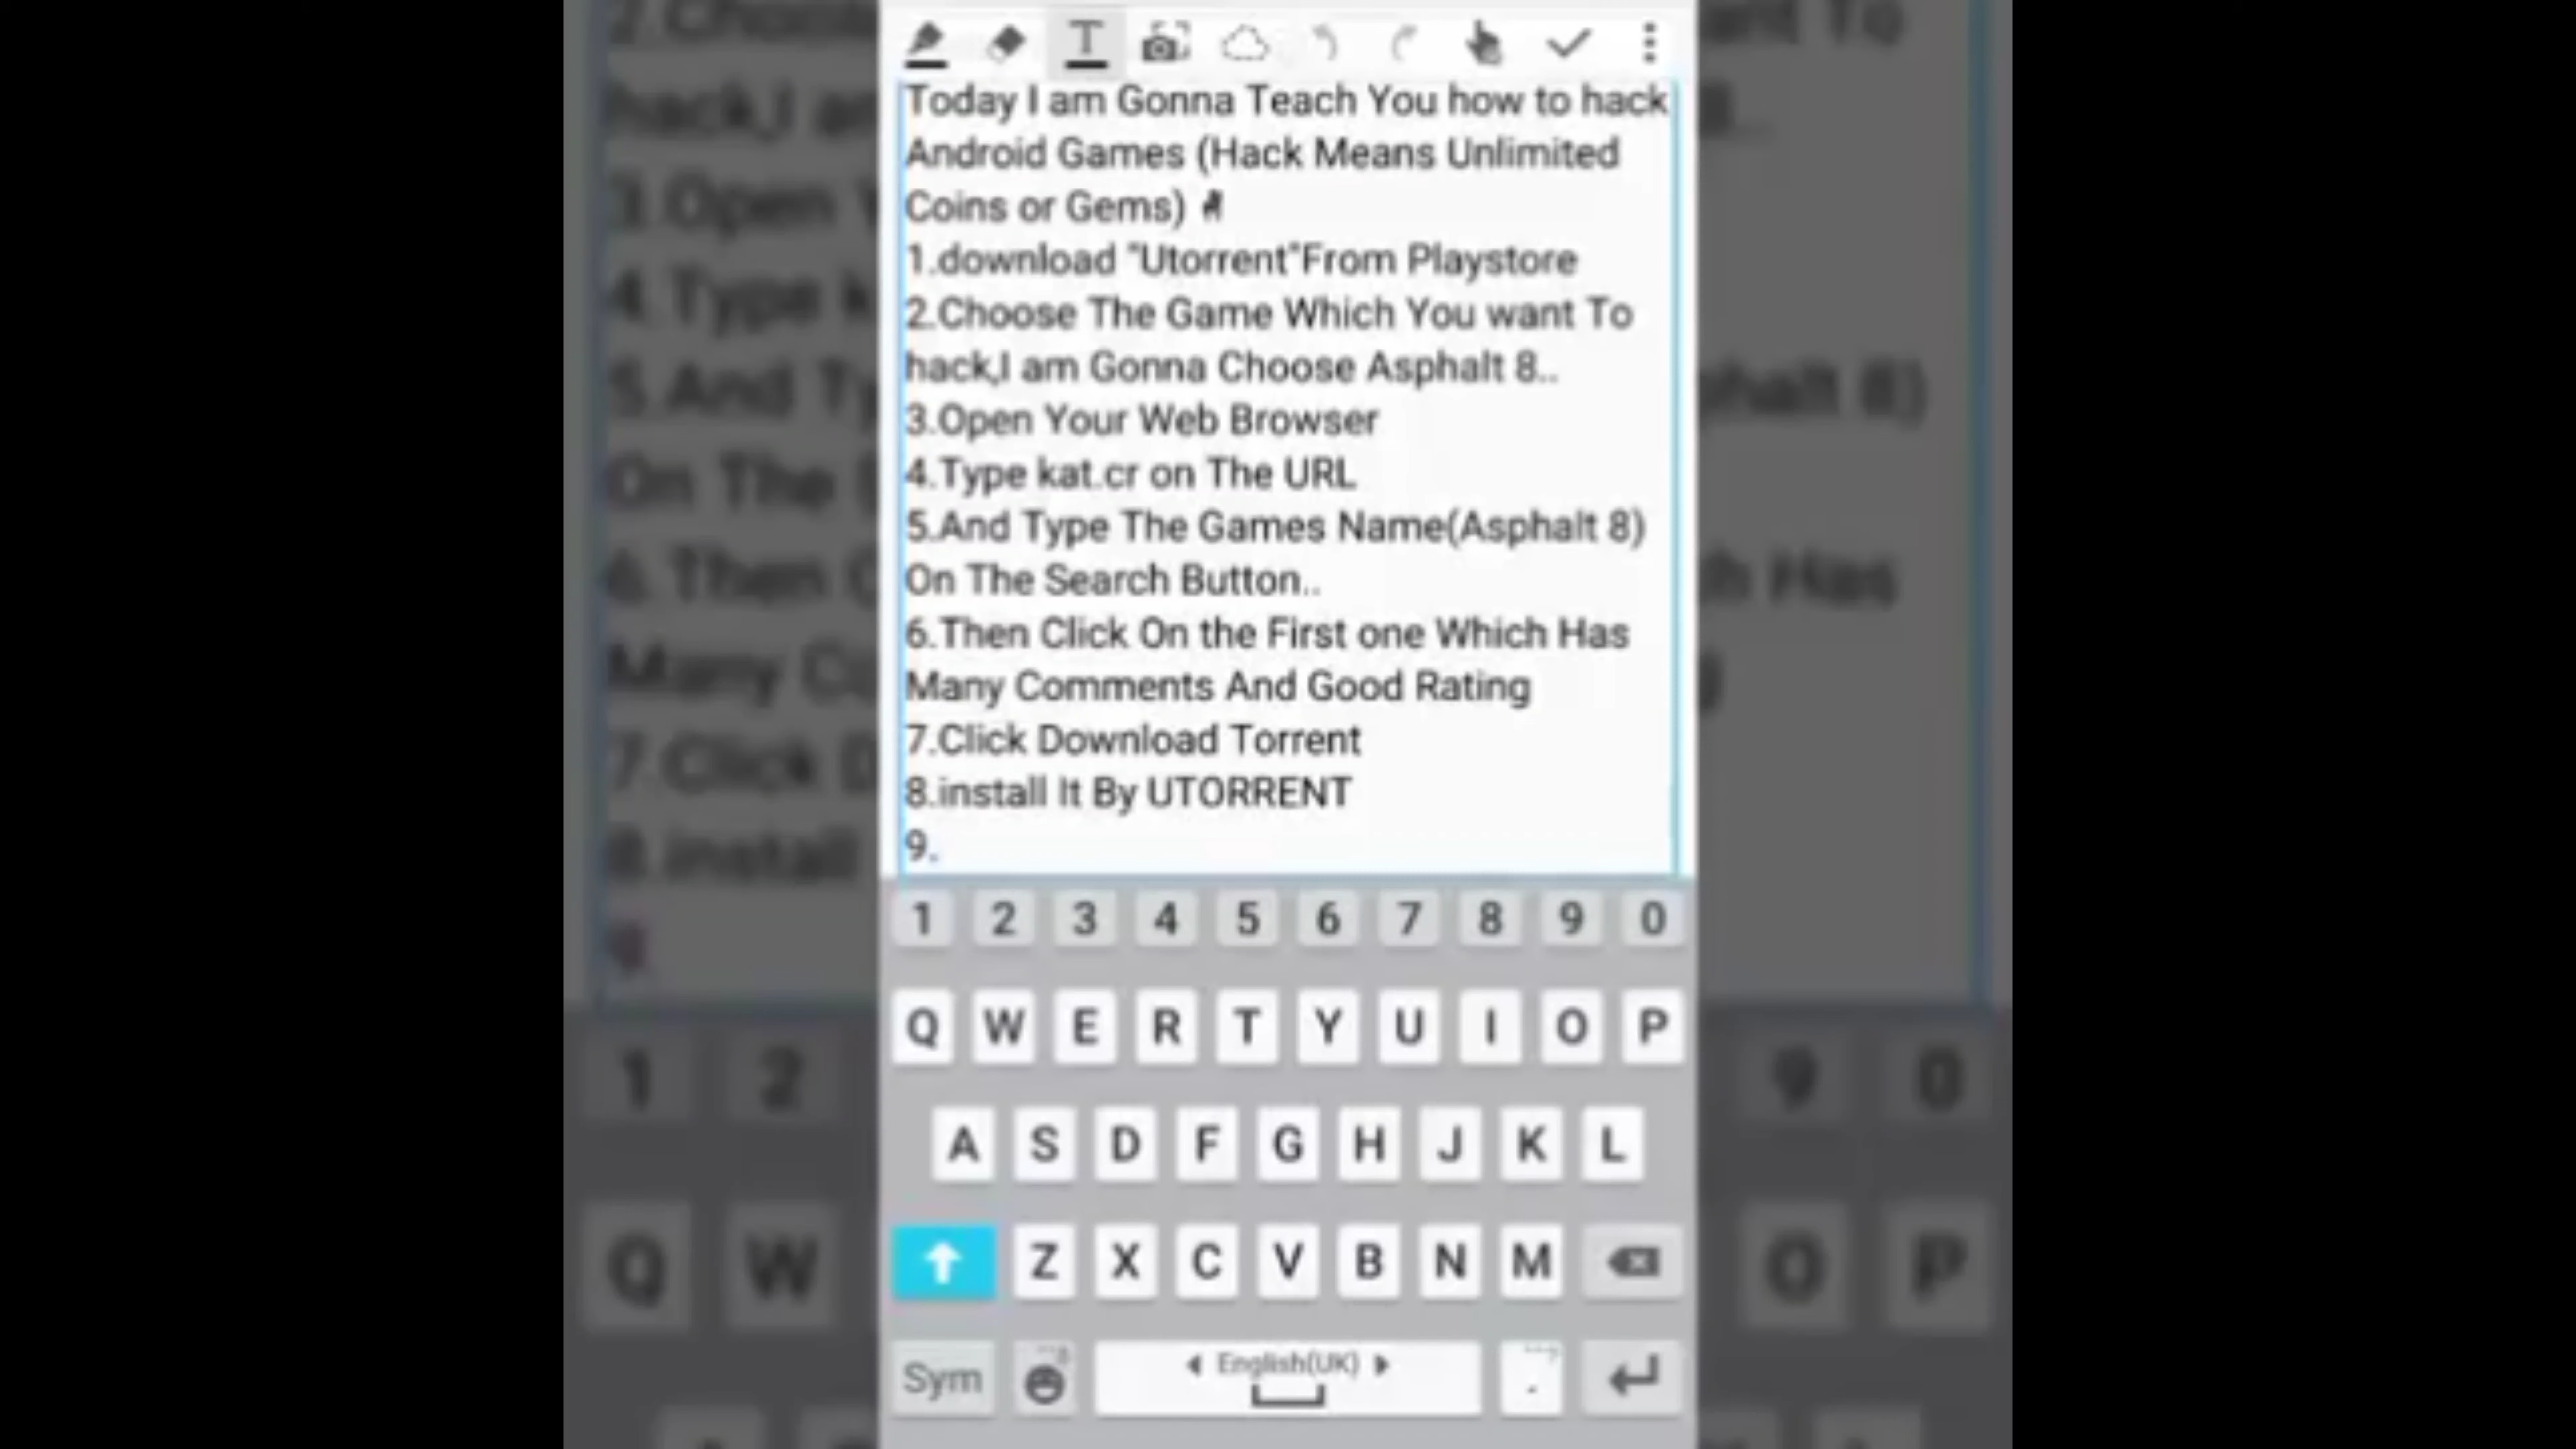 Today I am Gonna Teach You how to hack
Android Games (Hack Means Unlimited
Coins or Gems)
1.download "Utorrent"From Playstore
2.Choose The Game Which You want To
hack,I am Gonna Choose Asphalt 8..
3.Open Your Web Browser
4.Type kat.cr on The URL
5.And Type The Games Name(Asphalt 8)
On The Search Button..
6.Then Click On the First one Which Has
Many Comments And Good Rating
7.Click Download Torrent
8.install It By UTORRENT
9.
1 2 3 4 5 6 7 8 9 0
Q W E R T Y U I O P
A S D F G H J K L
Z X C V B N M
Sym English(UK) .